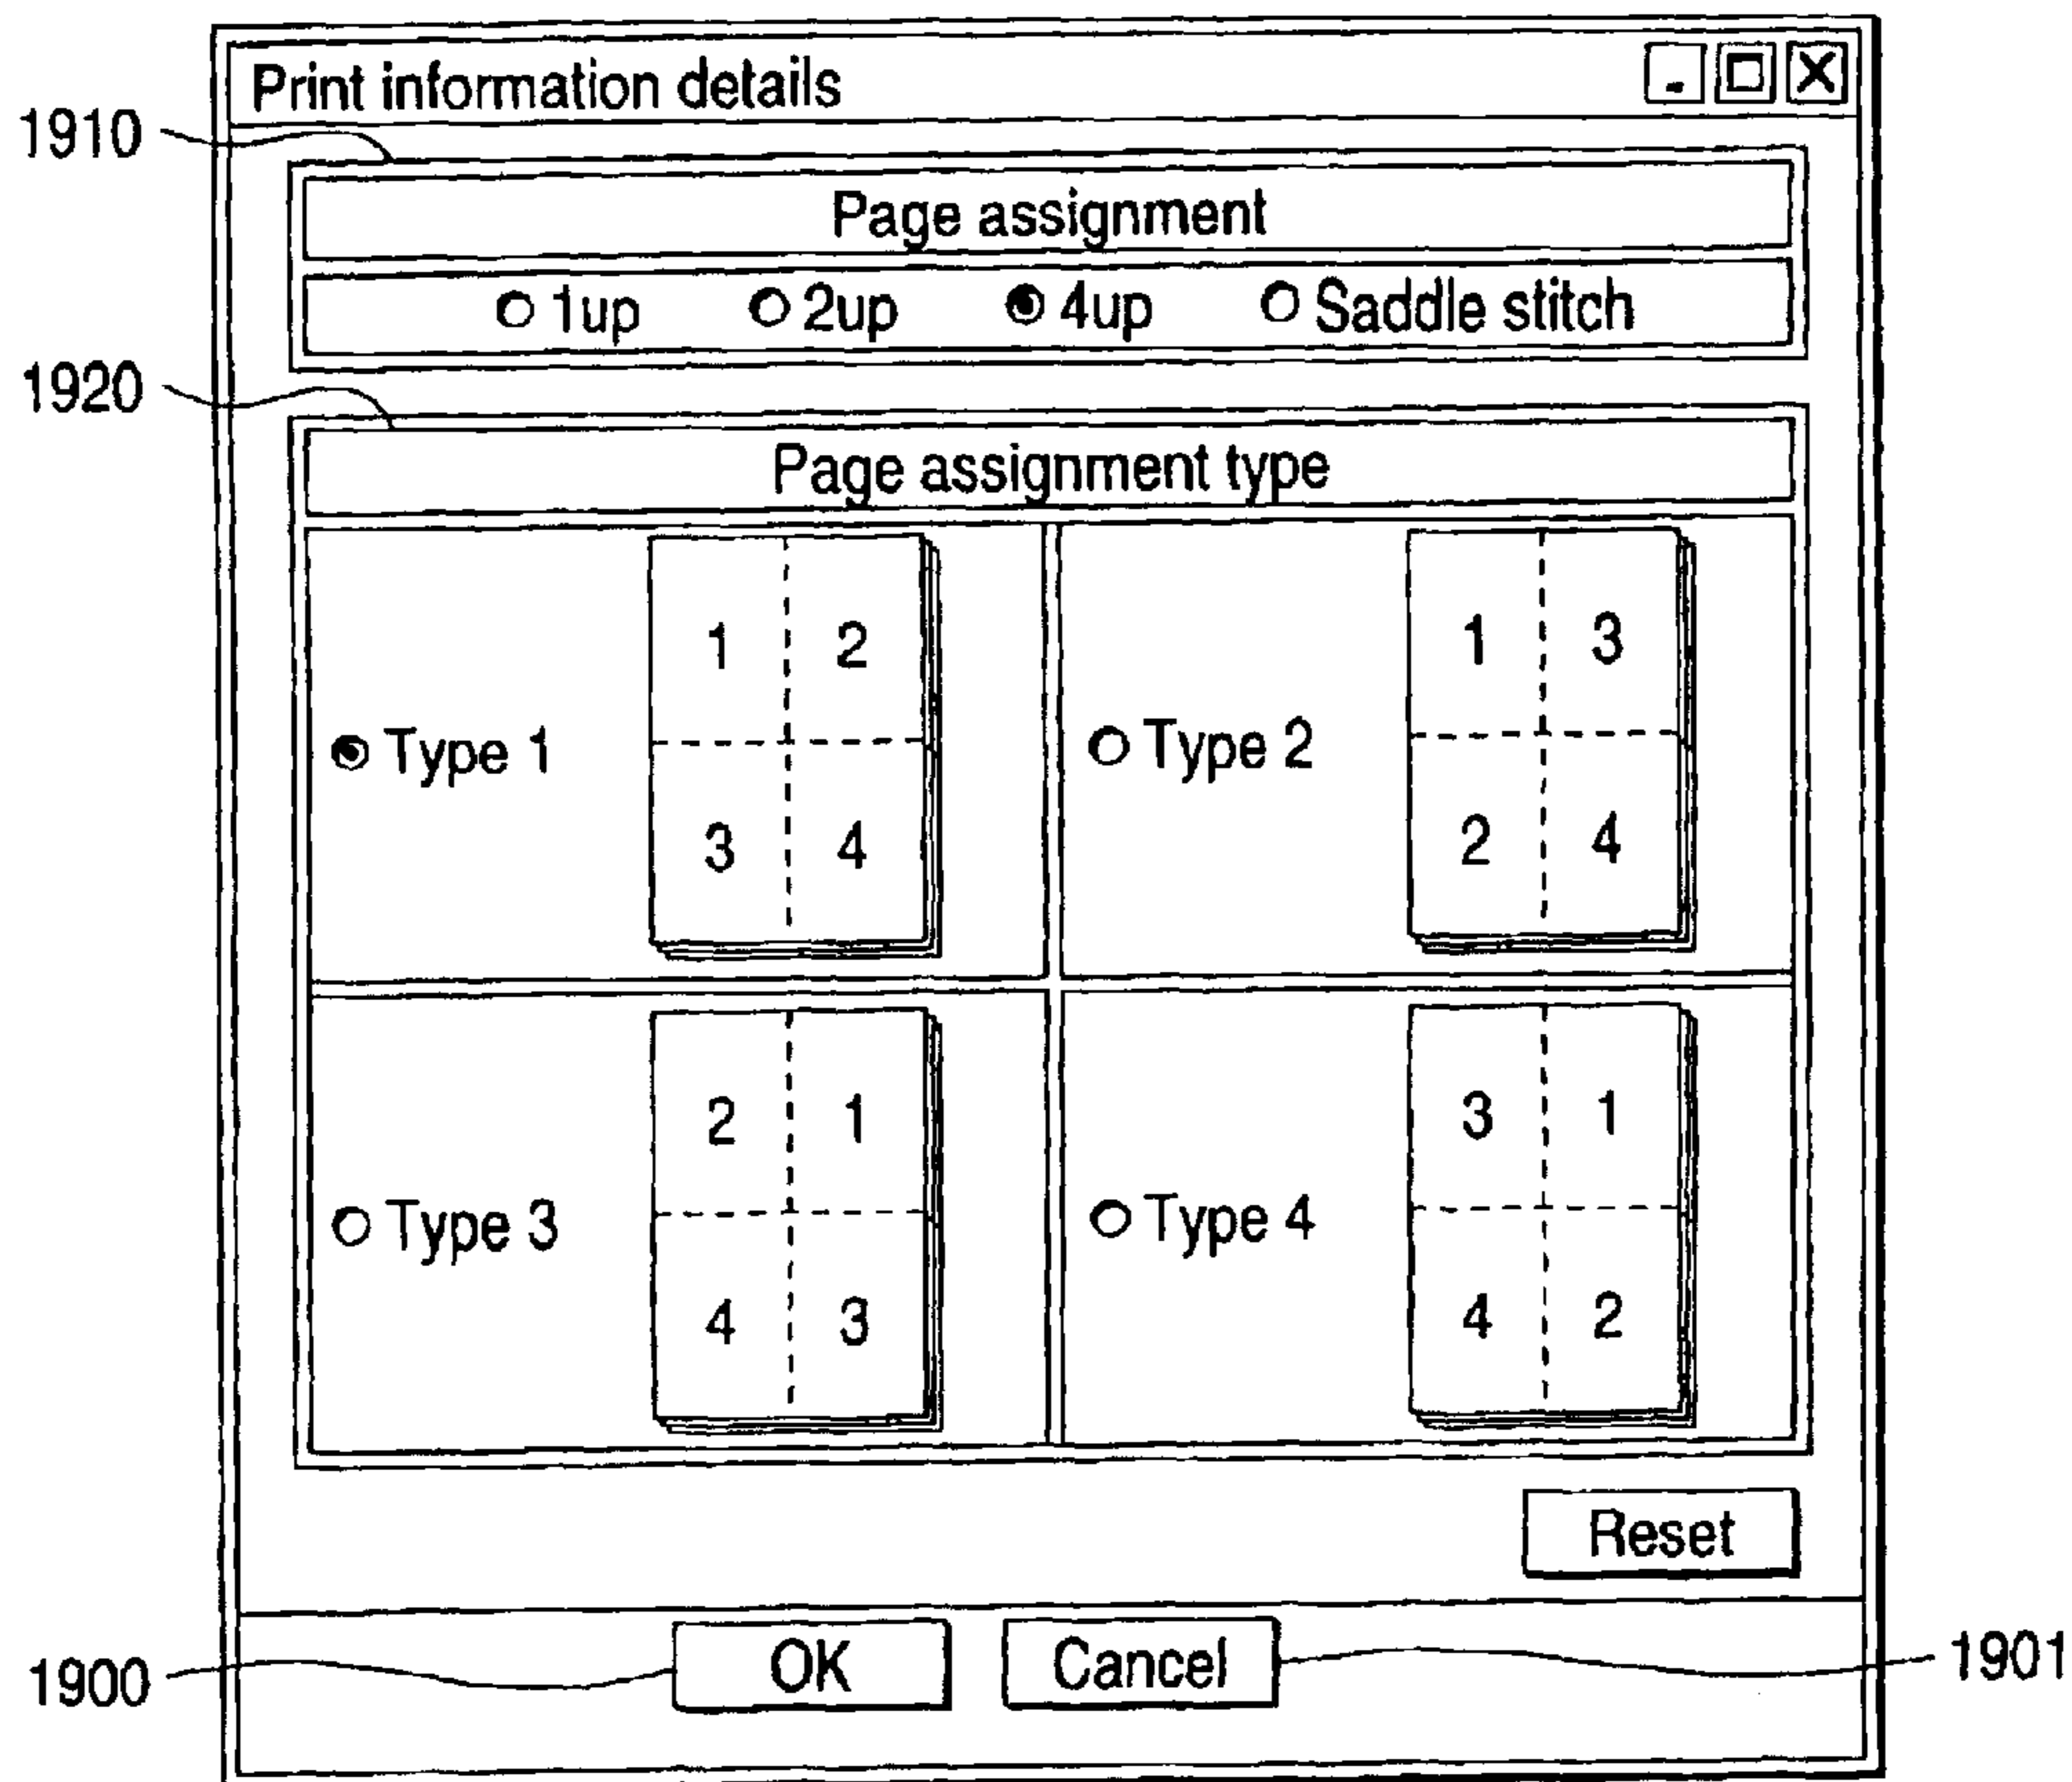 Print information details
1910
Page assignment
1up 2up 4up Saddle stitch
1920
Page assignment type
Type 1
1 2
3 4
Type 2
1 3
2 4
Type 3
2 1
4 3
Type 4
3 1
4 2
Reset
1900
OK
Cancel
1901